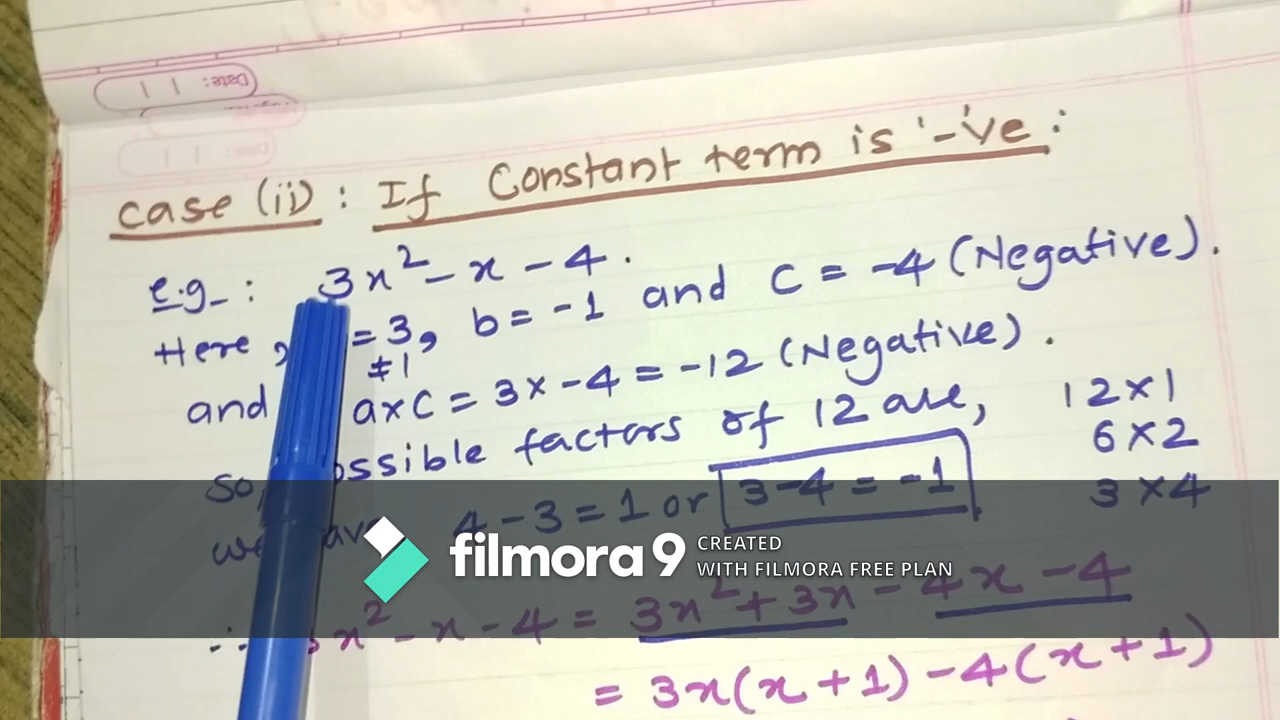 Date: | |
case (ii) : If Constant term is '-'ve :
e.g. : 3x² - x - 4 .
Here , = 3, b = -1 and c = -4 (Negative) .
≠ 1
and a×c = 3 × -4 = -12 (Negative) .
So, possible factors of 12 are, 12 × 1
6 × 2
3 × 4
we have 4 - 3 = 1 or 3 - 4 = -1
filmora 9 CREATED
WITH FILMORA FREE PLAN
∴ 3x² - x - 4 = 3x² + 3x - 4x - 4
= 3x(x + 1) - 4(x + 1)